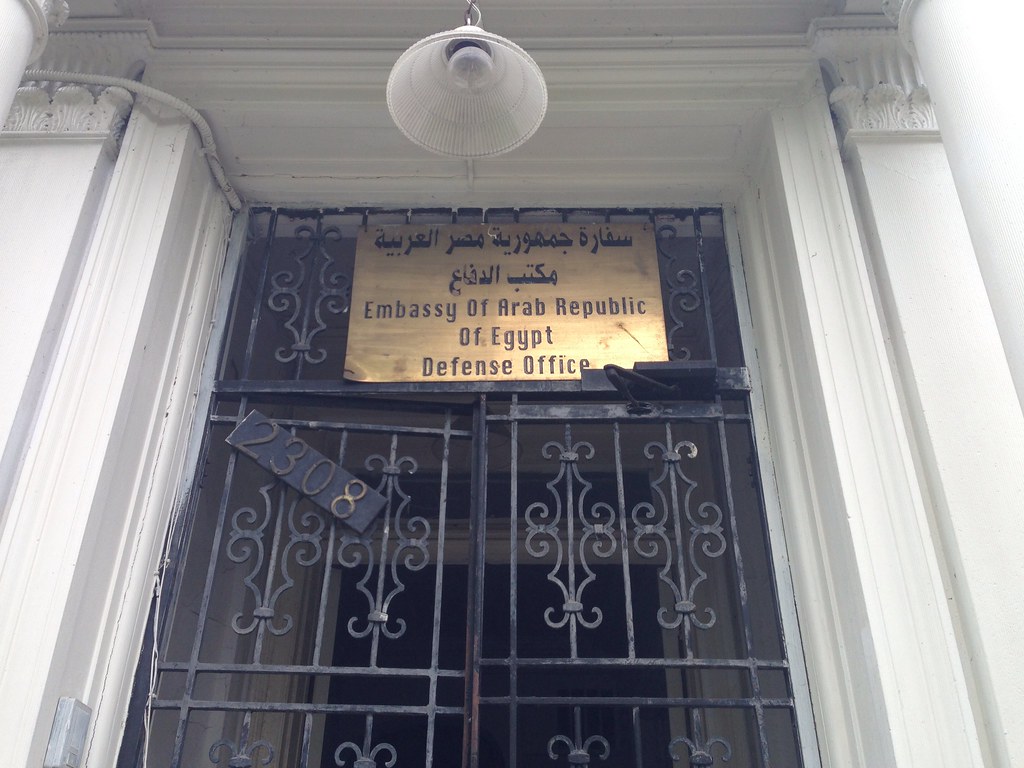 سفارة جمهورية مصر العربية
مكتب الدفاع
Embassy Of Arab Republic
Of Egypt
Defense Office
2308